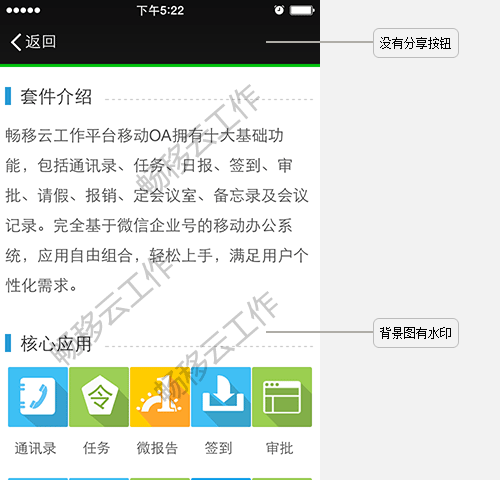 下午5:22
返回
没有分享按钮
套件介绍
畅移云工作平台移动OA拥有十大基础功
能，包括通讯录、任务、日报、签到、审
批、请假、报销、定会议室、备忘录及会议
记录。完全基于微信企业号的移动办公系
统，应用自由组合，轻松上手，满足用户个
性化需求。
畅移云工作
畅移云工作
畅移云工作
背景图有水印
核心应用
令
通讯录 任务 微报告 签到 审批